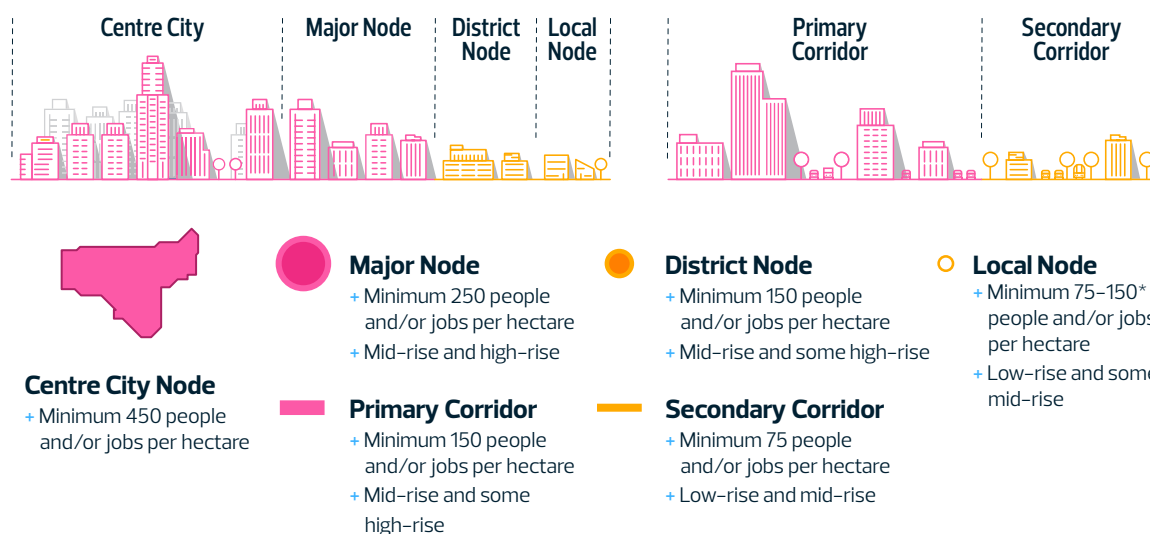 Centre City
Major Node
District
Node
Local
Node
Primary
Corridor
Secondary
Corridor
Centre City Node
+ Minimum 450 people
and/or jobs per hectare
Major Node
+ Minimum 250 people
and/or jobs per hectare
+ Mid-rise and high-rise
Primary Corridor
+ Minimum 150 people
and/or jobs per hectare
+ Mid-rise and some
high-rise
District Node
+ Minimum 150 people
and/or jobs per hectare
+ Mid-rise and some high-rise
Secondary Corridor
+ Minimum 75 people
and/or jobs per hectare
+ Low-rise and mid-rise
Local Node
+ Minimum 75-150*
people and/or jobs
per hectare
+ Low-rise and some
mid-rise